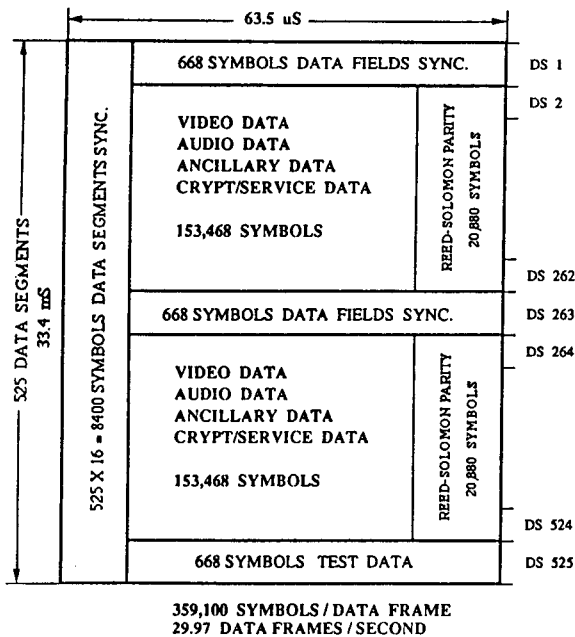 63.5 uS
668 SYMBOLS DATA FIELDS SYNC.
DS 1
DS 2
VIDEO DATA
AUDIO DATA
ANCILLARY DATA
CRYPT/SERVICE DATA
153,468 SYMBOLS
REED-SOLOMON PARITY
20,880 SYMBOLS
DS 262
525 DATA SEGMENTS
33.4 mS
525 X 16 = 8400 SYMBOLS DATA SEGMENTS SYNC.
668 SYMBOLS DATA FIELDS SYNC.
DS 263
DS 264
VIDEO DATA
AUDIO DATA
ANCILLARY DATA
CRYPT/SERVICE DATA
153,468 SYMBOLS
REED-SOLOMON PARITY
20,880 SYMBOLS
DS 524
668 SYMBOLS TEST DATA
DS 525
359,100 SYMBOLS / DATA FRAME
29.97 DATA FRAMES / SECOND